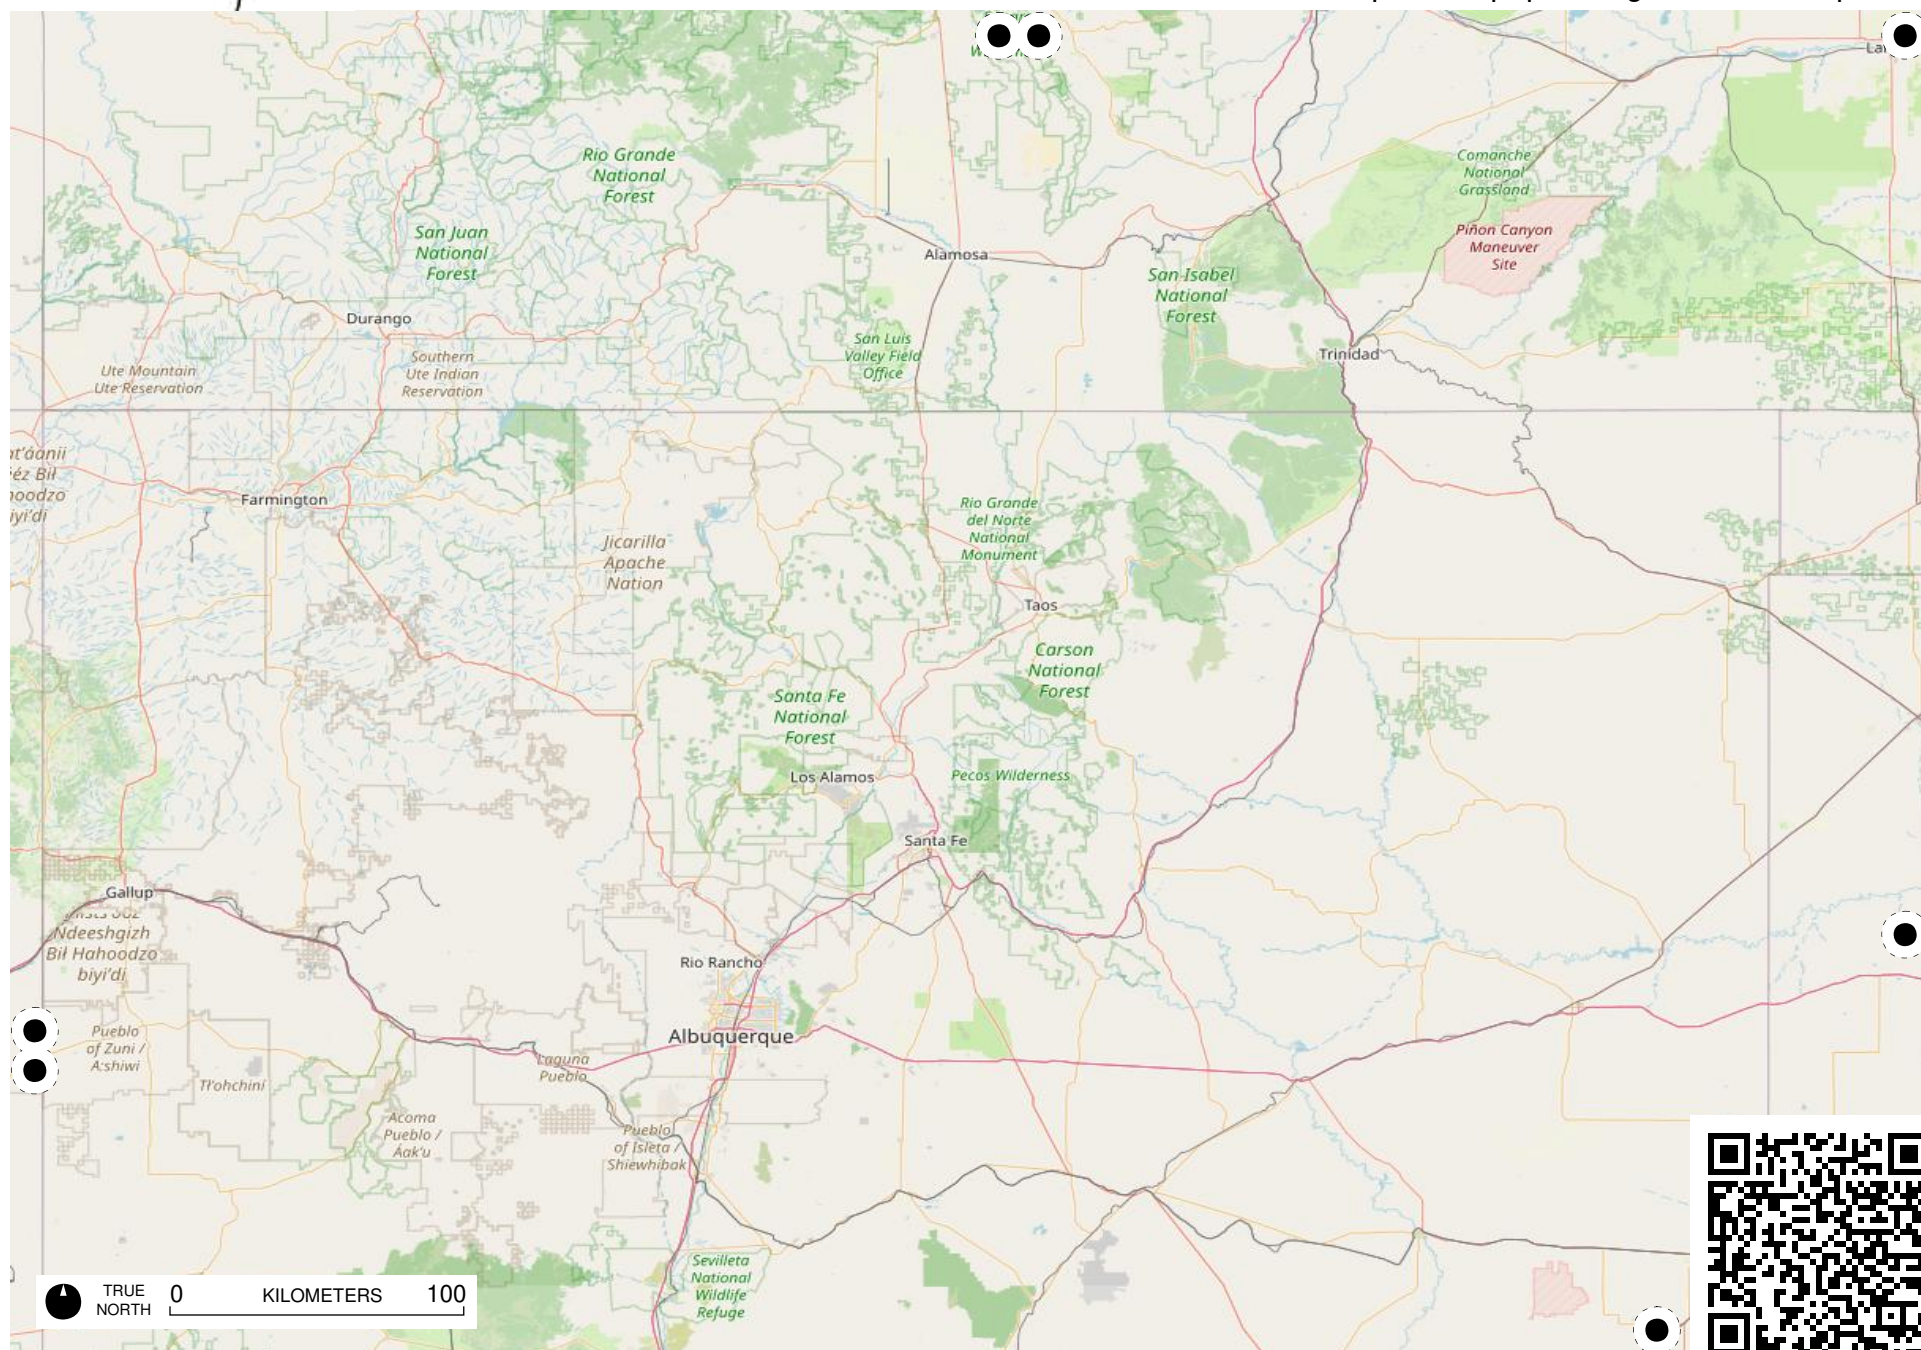 Rio Grande
National
Forest
Comanche
National
Grassland
San Juan
National
Forest
Piñon Canyon
Maneuver
Site
Alamosa
San Isabel
National
Forest
Durango
San Luis
Valley Field
Office
Trinidad
Southern
Ute Indian
Reservation
Ute Mountain
Ute Reservation
Farmington
Rio Grande
del Norte
National
Monument
Jicarilla
Apache
Nation
Taos
Carson
National
Forest
Santa Fe
National
Forest
Los Alamos
Pecos Wilderness
Santa Fe
Gallup
Ndeeshgizh
Bił Hahoodzo
biyi'di
Rio Rancho
Albuquerque
Pueblo
of Zuni /
A:shiwi
Laguna
Pueblo
Tł'ohchiní
Acoma
Pueblo /
Aak'u
Pueblo
of Isleta /
Shiewhibak
Sevilleta
National
Wildlife
Refuge
TRUE
NORTH
0 KILOMETERS 100